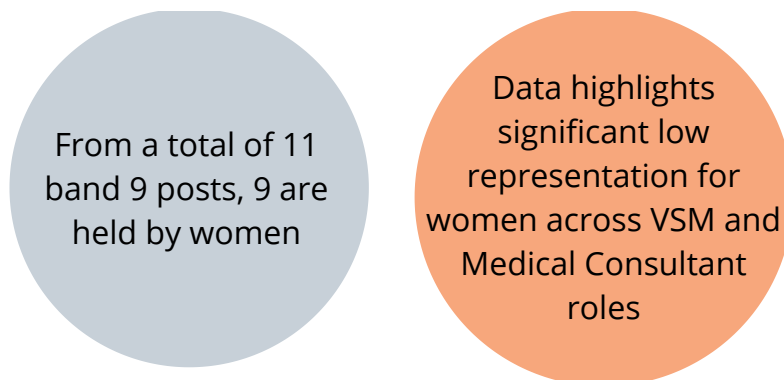 From a total of 11
band 9 posts, 9 are
held by women
Data highlights
significant low
representation for
women across VSM and
Medical Consultant
roles